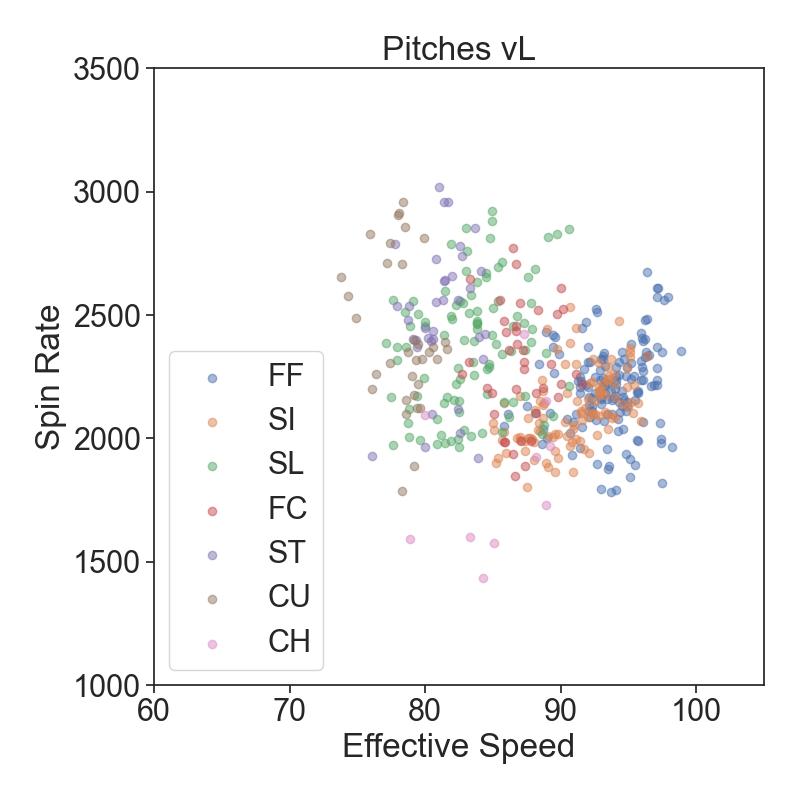 Pitches vL
3500
3000
2500
2000
1500
1000
Spin Rate
FF
SI
SL
FC
ST
CU
CH
60 70 80 90 100
Effective Speed